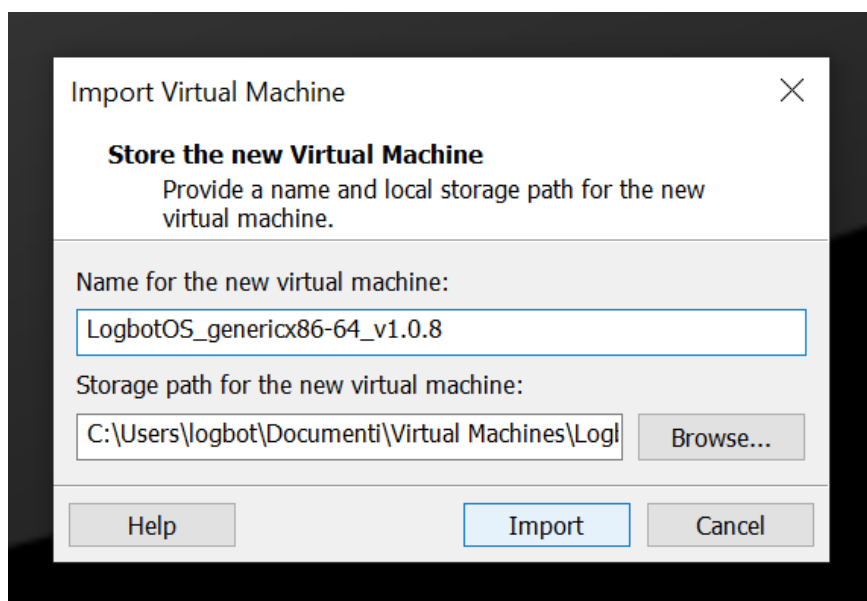 Import Virtual Machine
Store the new Virtual Machine
Provide a name and local storage path for the new
virtual machine.
Name for the new virtual machine:
LogbotOS_genericx86-64_v1.0.8
Storage path for the new virtual machine:
C:\Users\logbot\Documenti\Virtual Machines\Logl
Browse...
Help
Import
Cancel